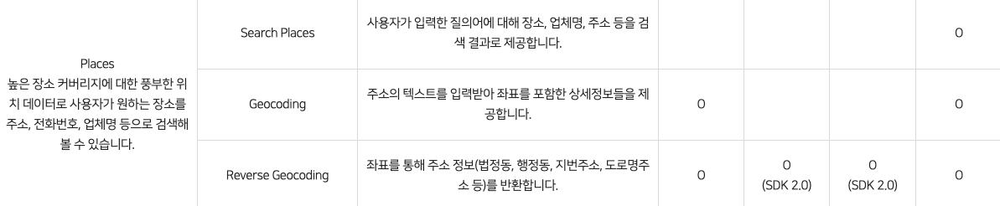 Places
높은 장소 커버리지에 대한 풍부한 위
치 데이터로 사용자가 원하는 장소를
주소, 전화번호, 업체명 등으로 검색해
볼 수 있습니다.
Search Places
사용자가 입력한 질의어에 대해 장소, 업체명, 주소 등을 검
색 결과로 제공합니다.
O
Geocoding
주소의 텍스트를 입력받아 좌표를 포함한 상세정보들을 제
공합니다.
O
O
Reverse Geocoding
좌표를 통해 주소 정보(법정동, 행정동, 지번주소, 도로명주
소 등)를 반환합니다.
O
O
(SDK 2.0)
O
(SDK 2.0)
O